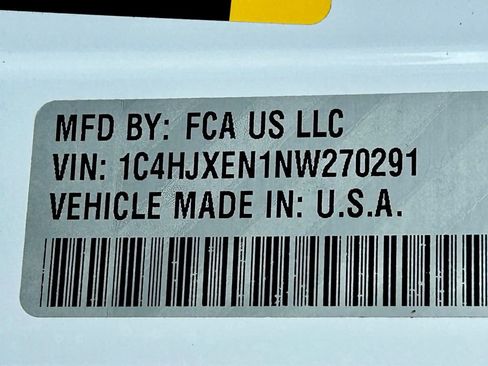 MFD BY: FCA US LLC
VIN: 1C4HJXEN1NW270291
VEHICLE MADE IN: U.S.A.